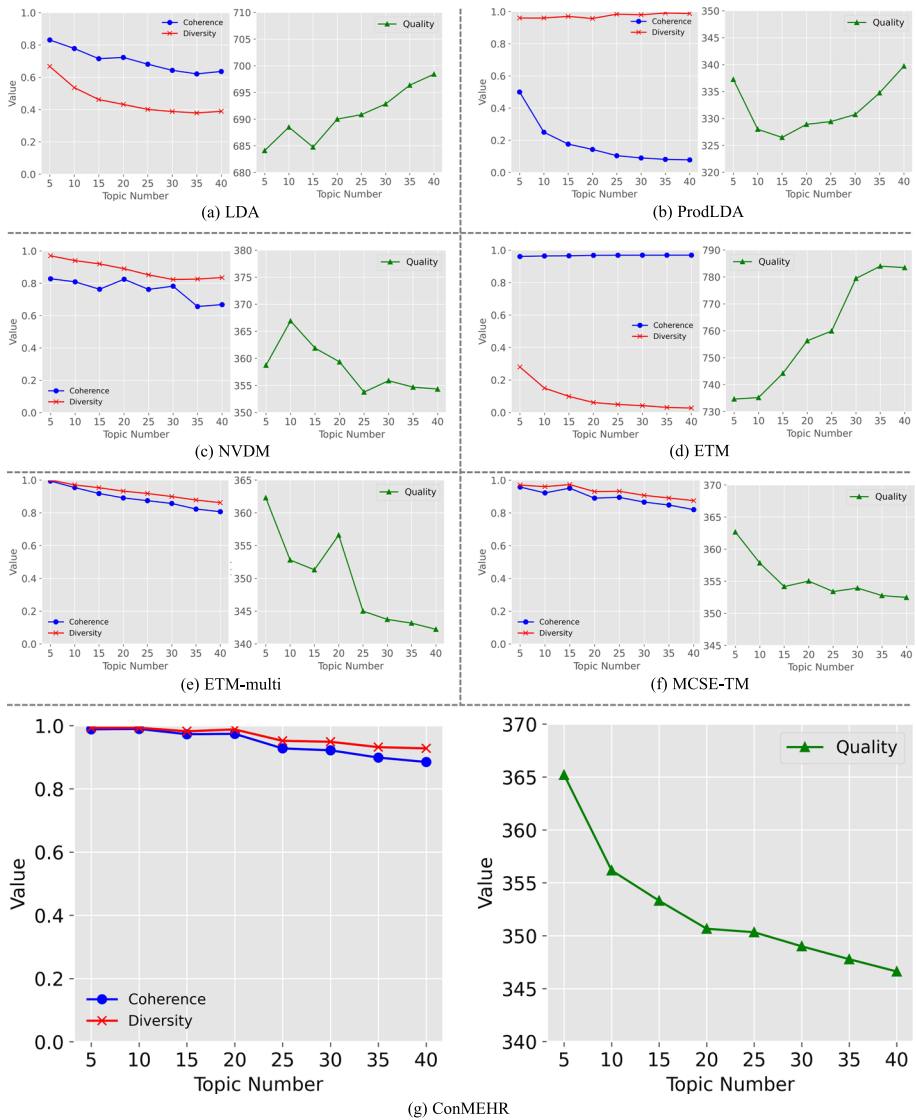 1.0
0.8
0.6
0.4
0.2
0.0
Value
Coherence
Diversity
5 10 15 20 25 30 35 40
Topic Number
710
705
700
695
690
685
680
Quality
5 10 15 20 25 30 35 40
Topic Number
(a) LDA
1.0
0.8
0.6
0.4
0.2
0.0
Value
Coherence
Diversity
5 10 15 20 25 30 35 40
Topic Number
350
345
340
335
330
325
320
Quality
5 10 15 20 25 30 35 40
Topic Number
(b) ProdLDA
1.0
0.8
0.6
0.4
0.2
0.0
Value
Coherence
Diversity
5 10 15 20 25 30 35 40
Topic Number
380
375
370
365
360
355
350
Quality
5 10 15 20 25 30 35 40
Topic Number
(c) NVDM
1.0
0.8
0.6
0.4
0.2
0.0
Value
Coherence
Diversity
5 10 15 20 25 30 35 40
Topic Number
790
780
770
760
750
740
730
Quality
5 10 15 20 25 30 35 40
Topic Number
(d) ETM
1.0
0.8
0.6
0.4
0.2
0.0
Value
Coherence
Diversity
5 10 15 20 25 30 35 40
Topic Number
365
360
355
350
345
340
Quality
5 10 15 20 25 30 35 40
Topic Number
(e) ETM-multi
1.0
0.8
0.6
0.4
0.2
0.0
Value
Coherence
Diversity
5 10 15 20 25 30 35 40
Topic Number
370
365
360
355
350
345
Quality
5 10 15 20 25 30 35 40
Topic Number
(f) MCSE-TM
1.0
0.8
0.6
0.4
0.2
0.0
Value
Coherence
Diversity
5 10 15 20 25 30 35 40
Topic Number
370
365
360
355
350
345
340
Value
Quality
5 10 15 20 25 30 35 40
Topic Number
(g) ConMEHR